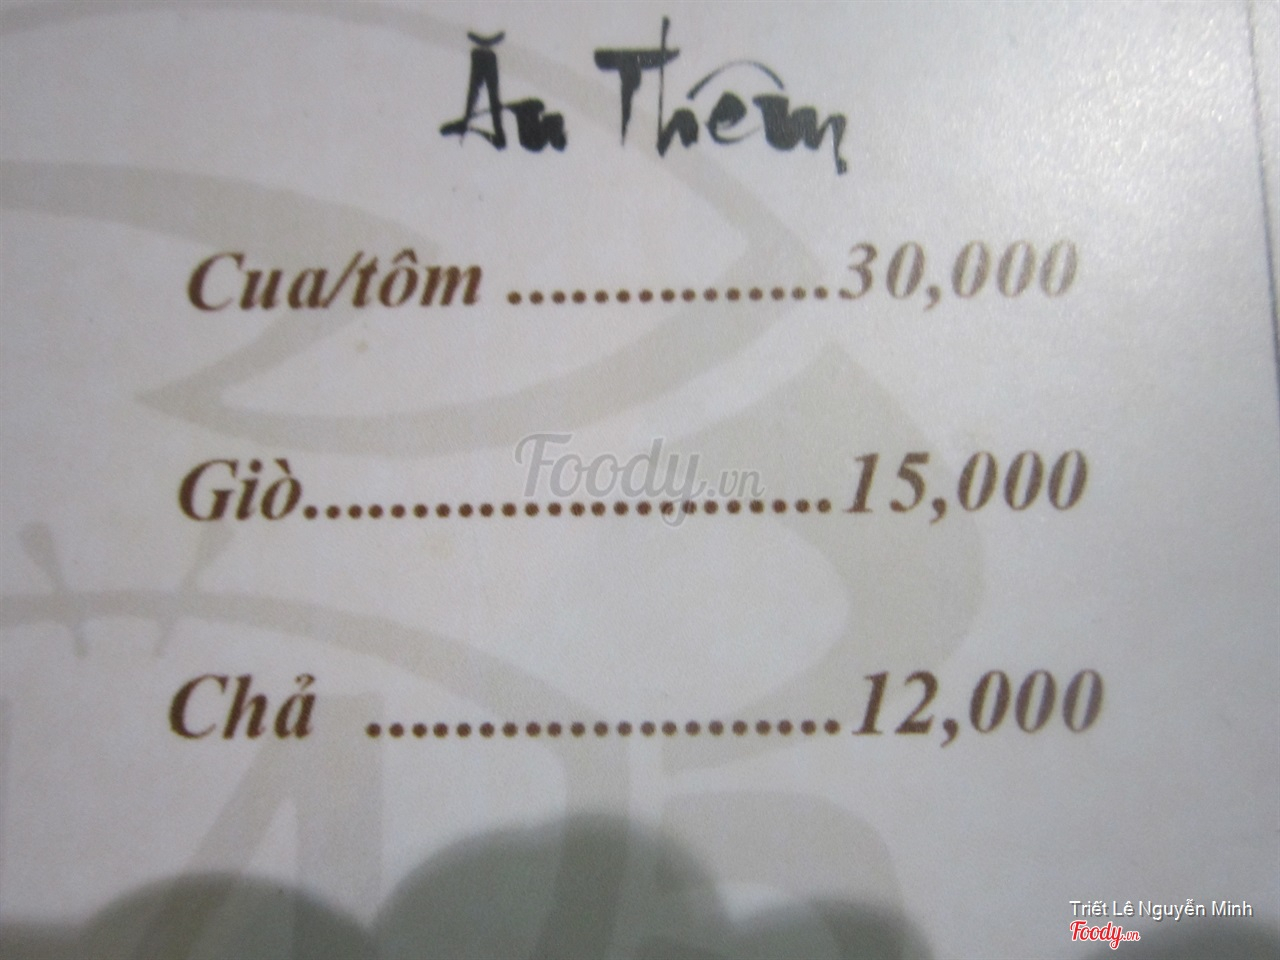 Ăn Thêm
Cua/tôm ...............30,000
Giò.........................15,000
Chả ......................12,000
Foody.vn
Triết Lê Nguyễn Minh
Foody.vn